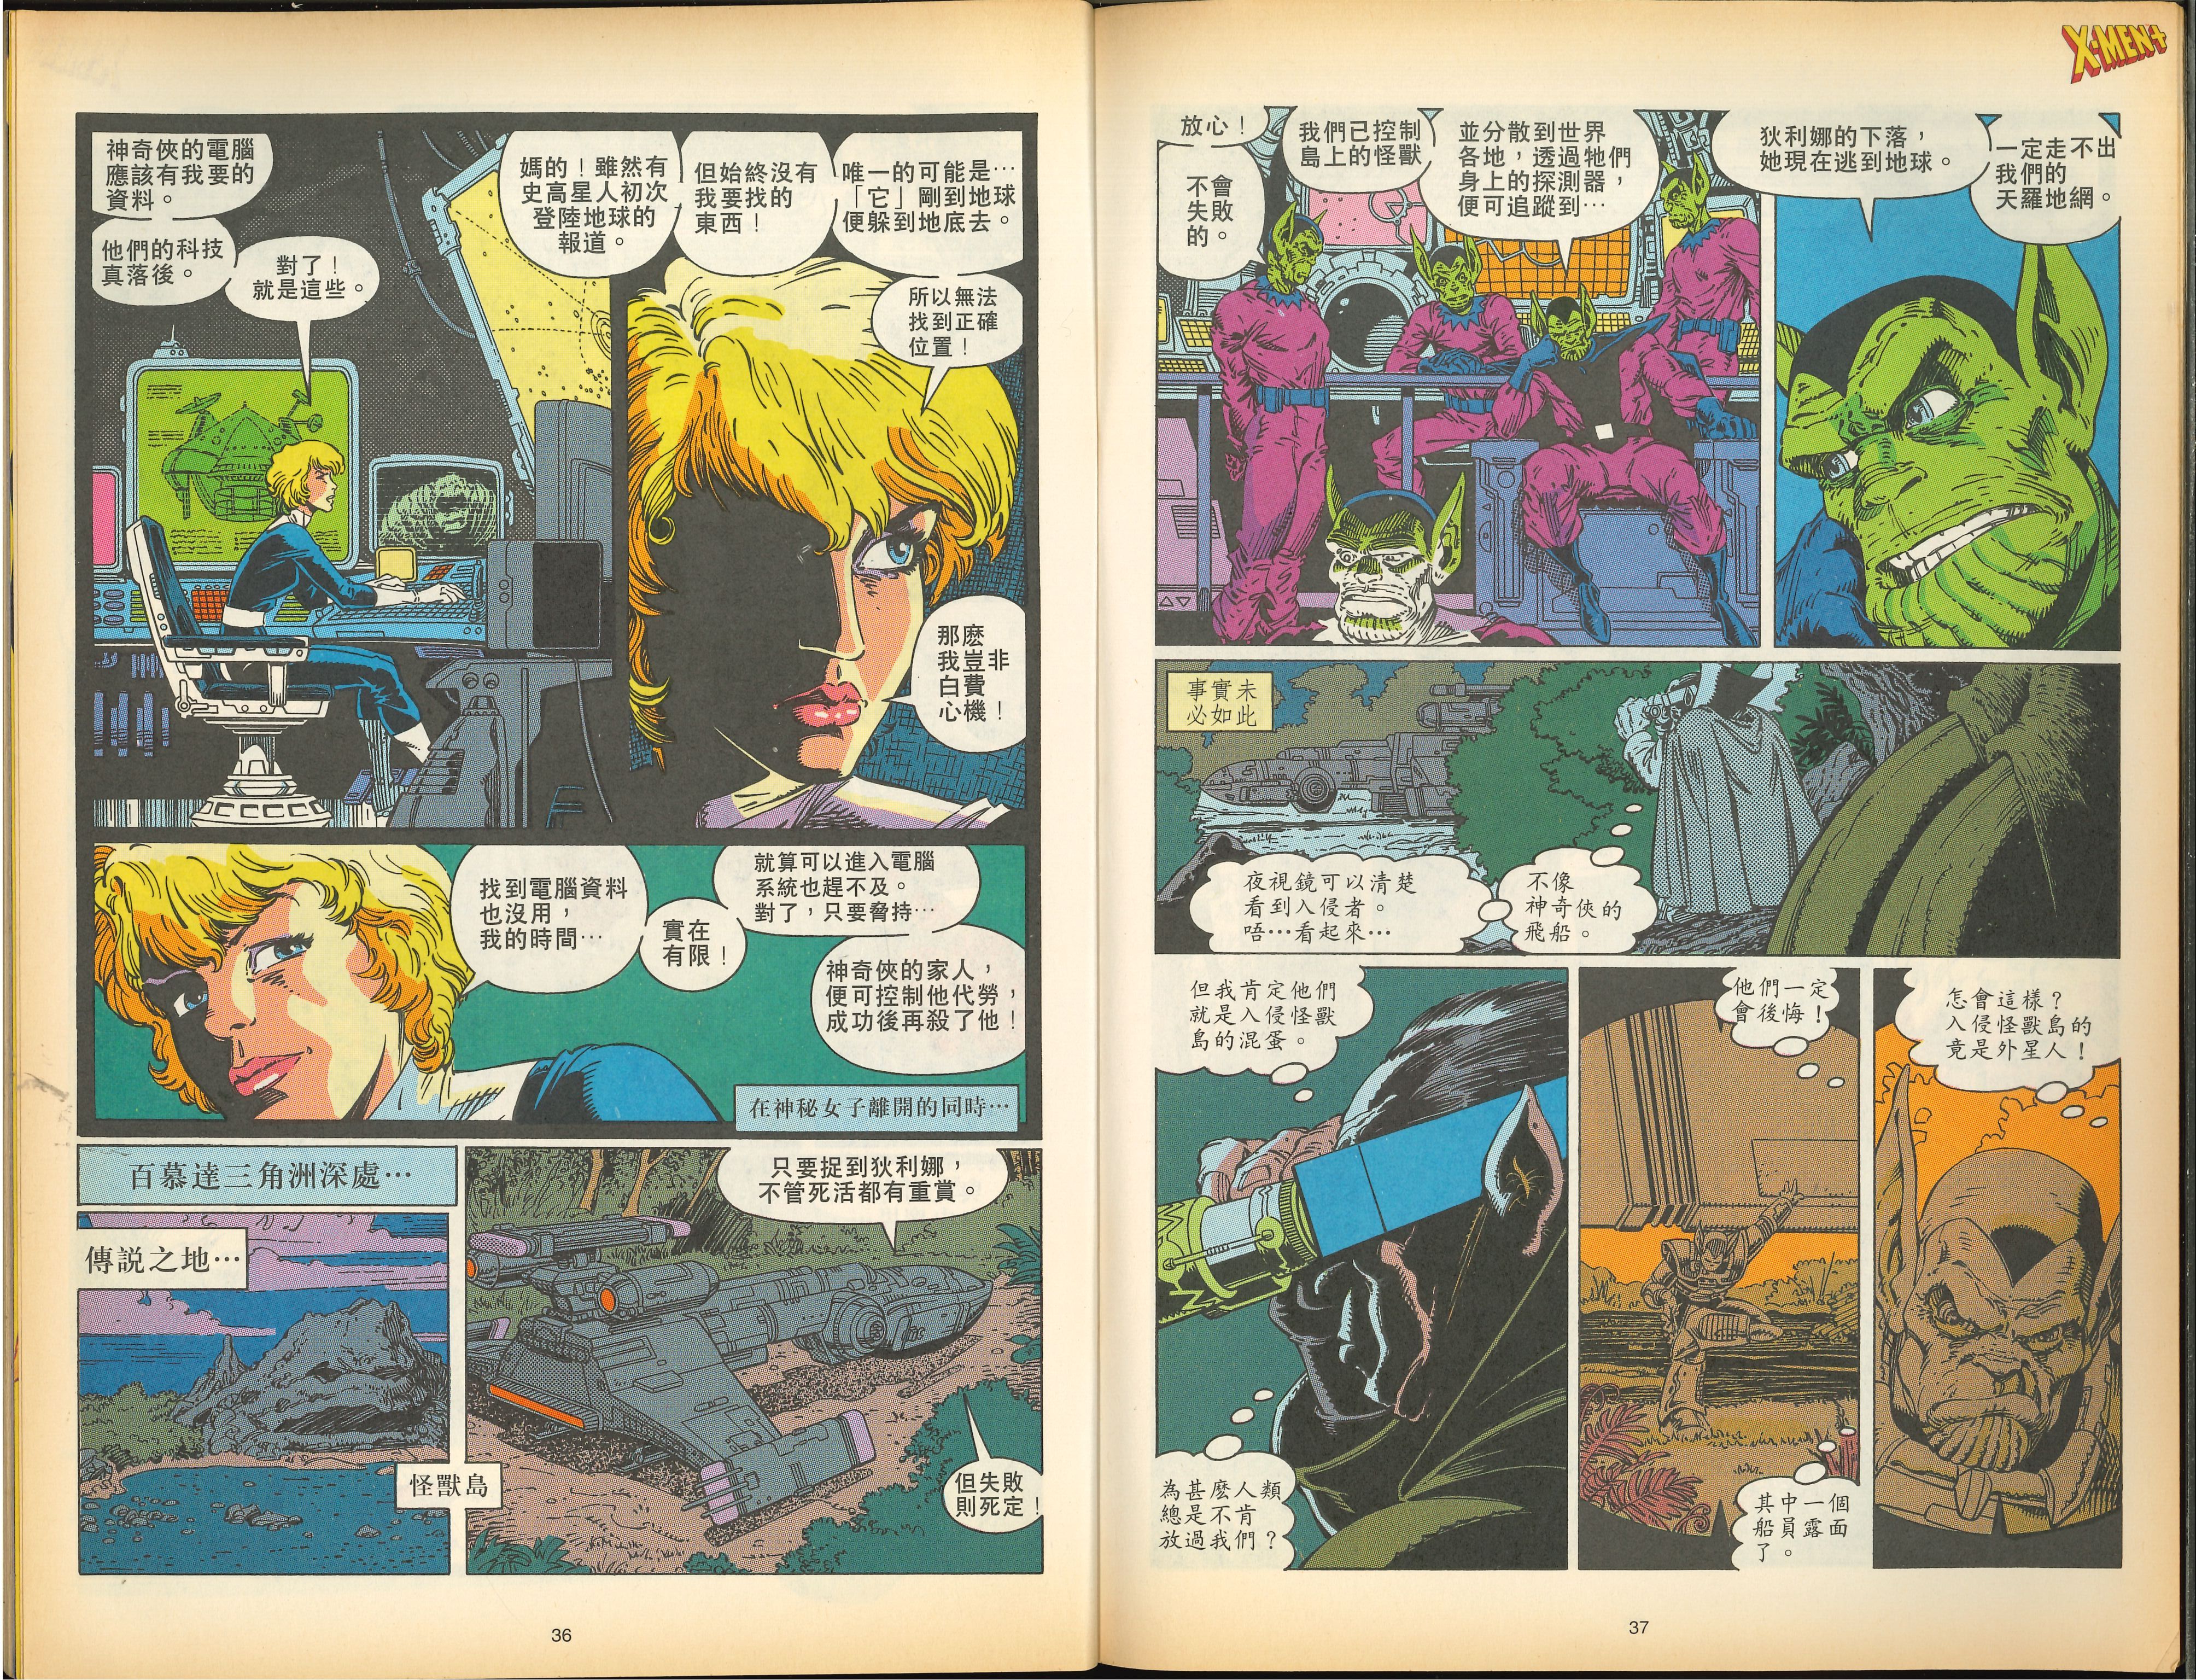 神奇俠的電腦
應該有我要的
資料。
他們的科技
真落後。
對了！
就是這些。
媽的！雖然有
史高星人初次
登陸地球的
報道。
但始終沒有
我要找的
東西！
唯一的可能是…
「它」剛到地球
便躲到地底去。
所以無法
找到正確
位置！
那麽
我豈非
白費
心機！
找到電腦資料
也沒用，
我的時間…
實在
有限！
就算可以進入電腦
系統也趕不及。
對了，只要脅持…
神奇俠的家人，
便可控制他代勞，
成功後再殺了他！
在神秘女子離開的同時…
百慕達三角洲深處…
傳説之地…
怪獸島
只要捉到狄利娜，
不管死活都有重賞。
但失敗
則死定！
36
X-MEN+
放心！
不會
失敗
的。
我們已控制
島上的怪獸
並分散到世界
各地，透過牠們
身上的探測器，
便可追蹤到…
狄利娜的下落，
她現在逃到地球。
一定走不出
我們的
天羅地網。
事實未
必如此
夜視鏡可以清楚
看到入侵者。
唔…看起來…
不像
神奇俠的
飛船。
但我肯定他們
就是入侵怪獸
島的混蛋。
為甚麽人類
總是不肯
放過我們？
他們一定
會後悔！
其中一個
船員露面
了。
怎會這樣？
入侵怪獸島的
竟是外星人！
37